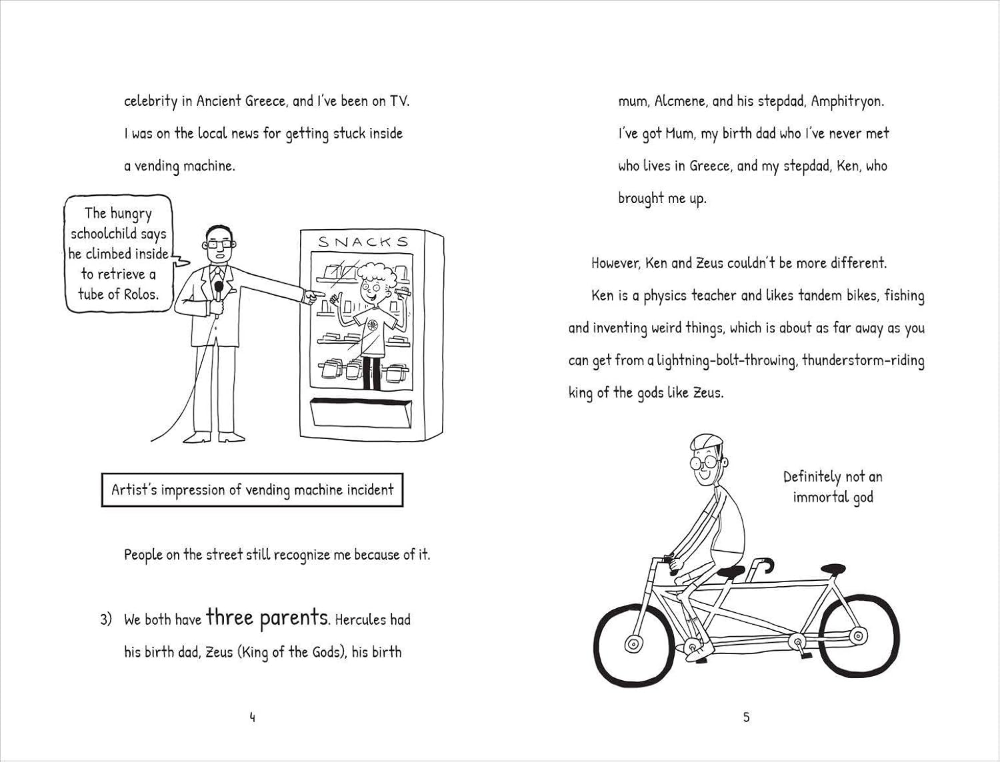 celebrity in Ancient Greece, and I've been on TV.
I was on the local news for getting stuck inside
a vending machine.
The hungry
schoolchild says
he climbed inside
to retrieve a
tube of Rolos.
SNACKS
Artist's impression of vending machine incident
People on the street still recognize me because of it.
3) We both have three parents. Hercules had
his birth dad, Zeus (King of the Gods), his birth
4
mum, Alcmene, and his stepdad, Amphitryon.
I've got Mum, my birth dad who I've never met
who lives in Greece, and my stepdad, Ken, who
brought me up.
However, Ken and Zeus couldn't be more different.
Ken is a physics teacher and likes tandem bikes, fishing
and inventing weird things, which is about as far away as you
can get from a lightning-bolt-throwing, thunderstorm-riding
king of the gods like Zeus.
Definitely not an
immortal god
5